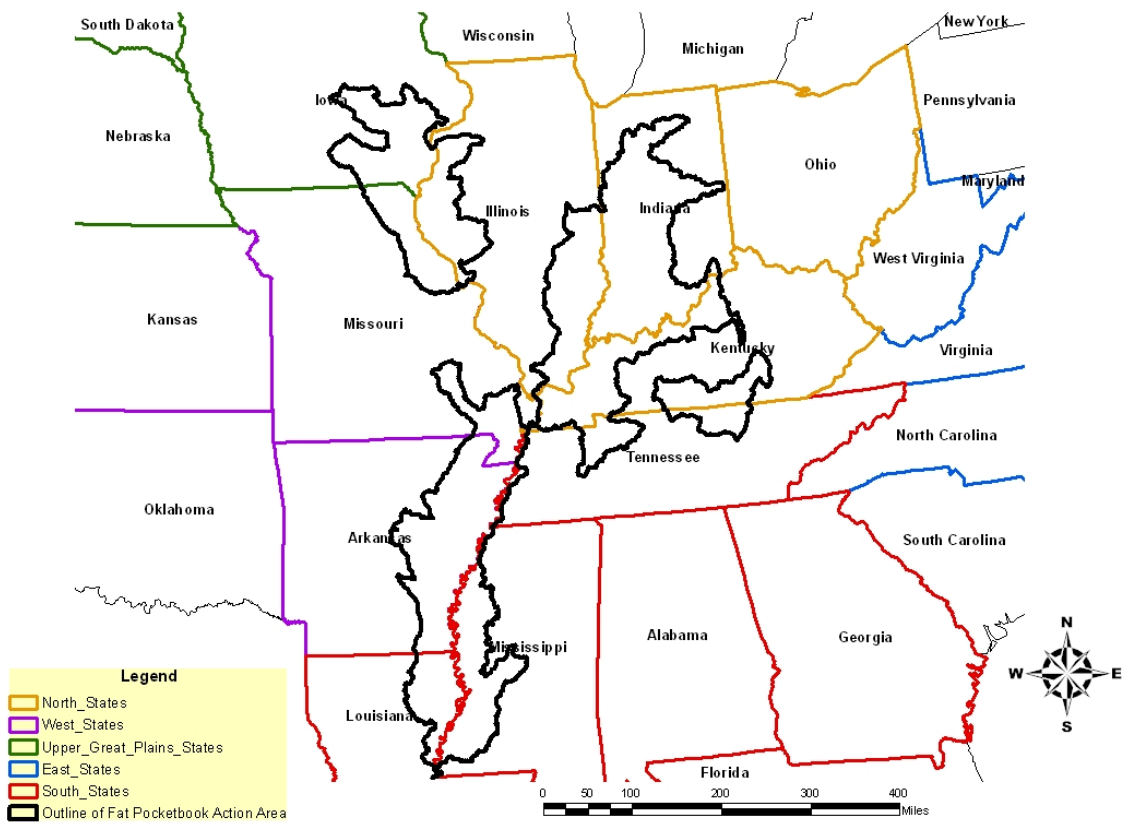 South Dakota
New York
Wisconsin
Michigan
Iowa
Pennsylvania
Nebraska
Ohio
Maryland
Illinois
Indiana
West Virginia
Kansas
Missouri
Kentucky
Virginia
North Carolina
Tennessee
Oklahoma
Arkansas
South Carolina
Alabama
Georgia
Mississippi
N
W
E
S
Legend
North_States
West_States
Upper_Great_Plains_States
East_States
South_States
Outline of Fat Pocketbook Action Area
Louisiana
Florida
0 50 100 200 300 400
Miles